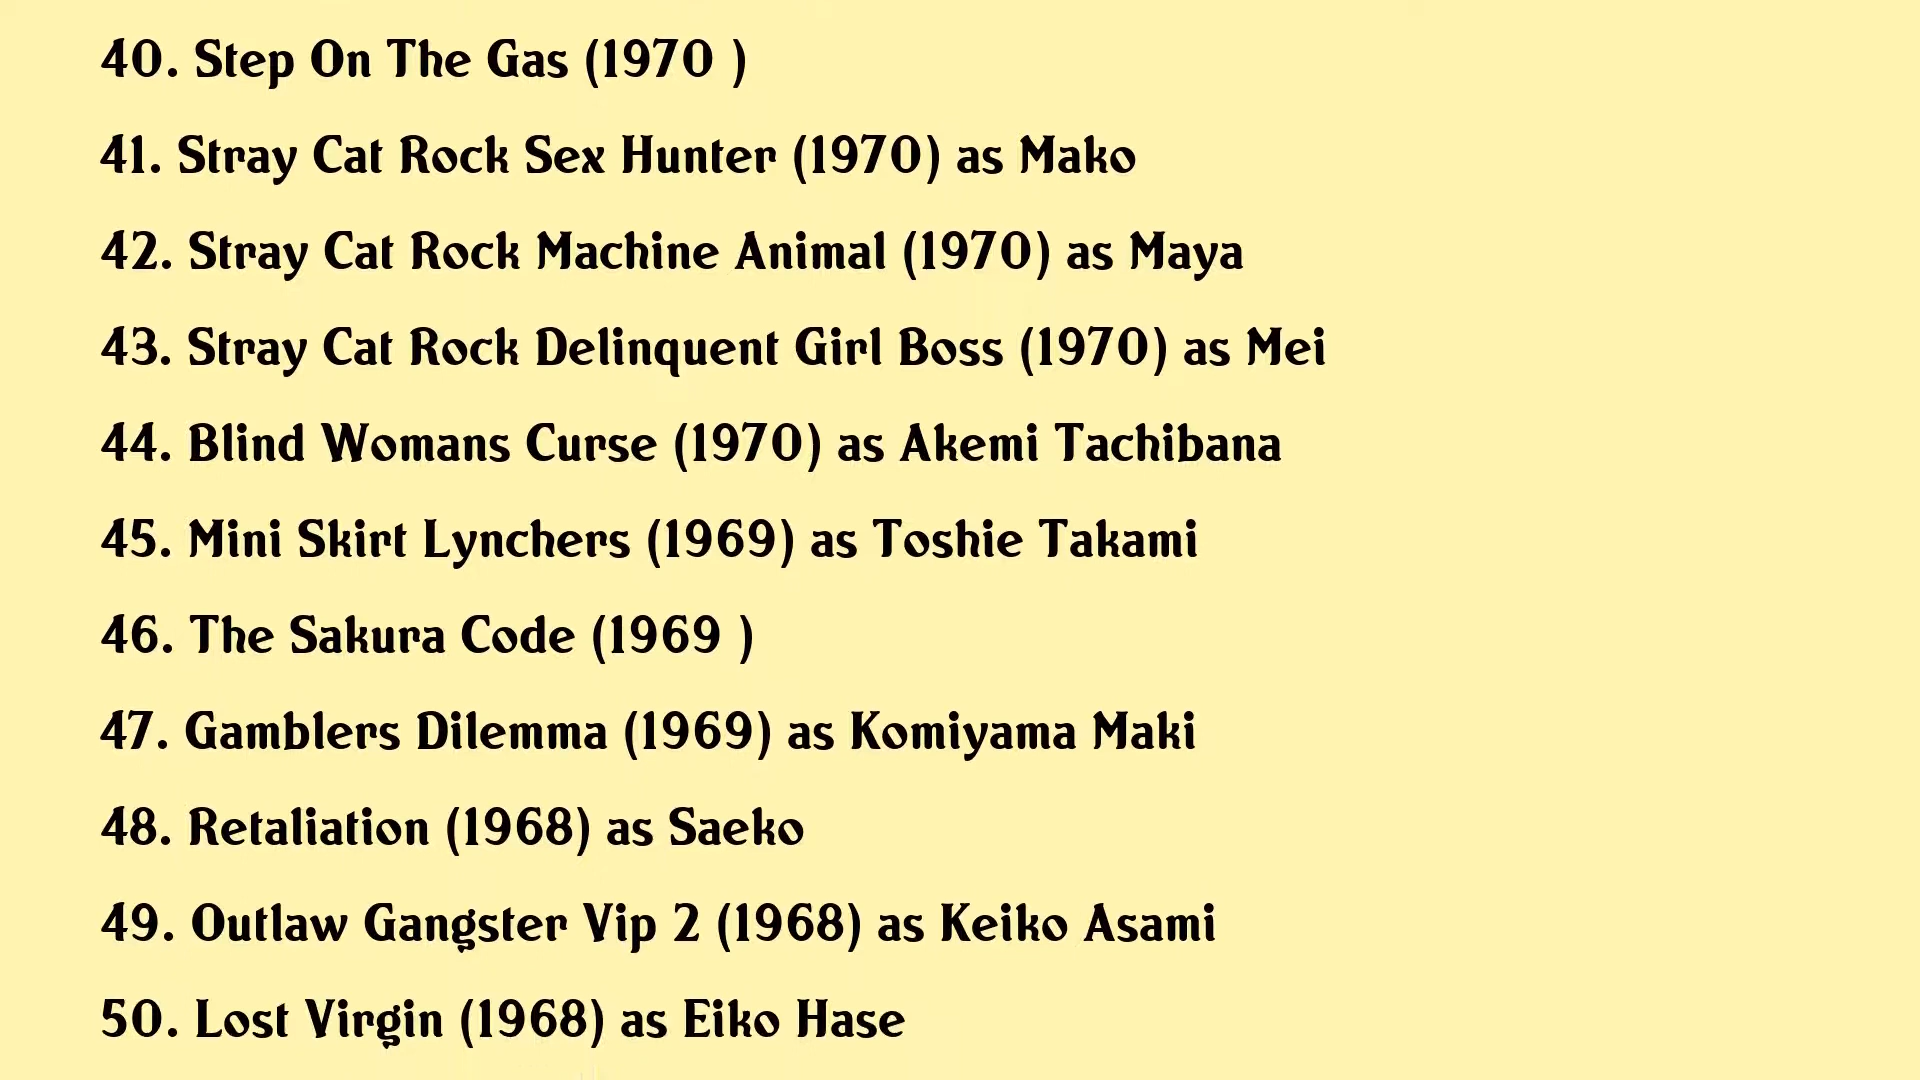 40. Step On The Gas (1970 )
41. Stray Cat Rock Sex Hunter (1970) as Mako
42. Stray Cat Rock Machine Animal (1970) as Maya
43. Stray Cat Rock Delinquent Girl Boss (1970) as Mei
44. Blind Womans Curse (1970) as Akemi Tachibana
45. Mini Skirt Lynchers (1969) as Toshie Takami
46. The Sakura Code (1969 )
47. Gamblers Dilemma (1969) as Komiyama Maki
48. Retaliation (1968) as Saeko
49. Outlaw Gangster Vip 2 (1968) as Keiko Asami
50. Lost Virgin (1968) as Eiko Hase